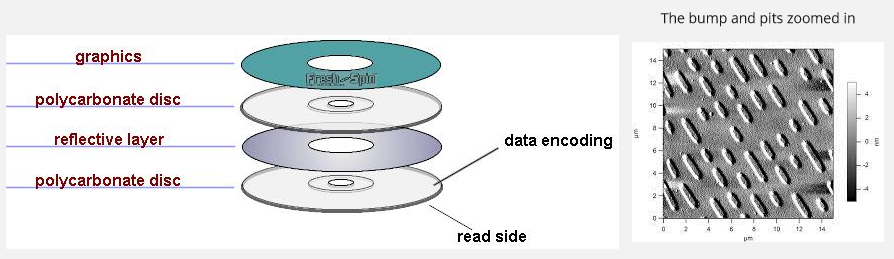 The bump and pits zoomed in
graphics
Fresh Spin
polycarbonate disc
reflective layer
data encoding
polycarbonate disc
read side
14
12
10
8
6
4
2
0
µm
0 2 4 6 8 10 12 14
µm
4
2
0
-2
-4
nm